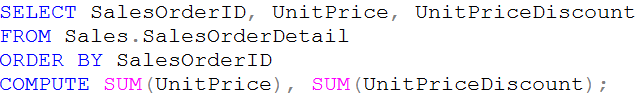 SELECT SalesOrderID, UnitPrice, UnitPriceDiscount
FROM Sales.SalesOrderDetail
ORDER BY SalesOrderID
COMPUTE SUM(UnitPrice), SUM(UnitPriceDiscount);